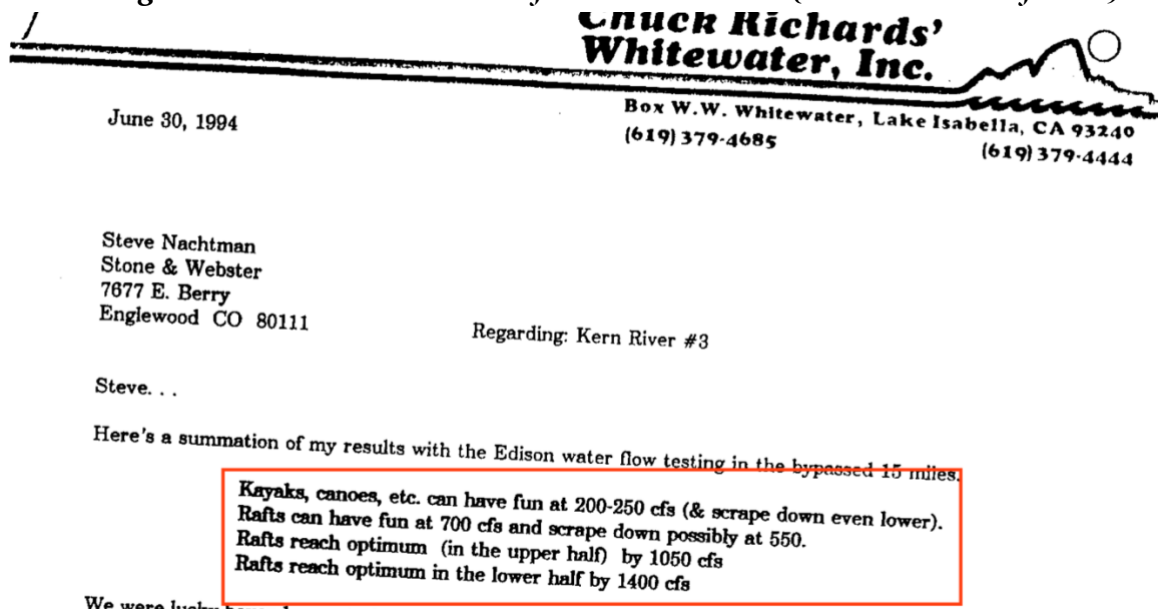 Chuck Richards'
Whitewater, Inc.
Box W.W. Whitewater, Lake Isabella, CA 93240
(619) 379-4685
(619) 379-4444
June 30, 1994
Steve Nachtman
Stone & Webster
7677 E. Berry
Englewood CO 80111
Regarding: Kern River #3
Steve. . .
Here's a summation of my results with the Edison water flow testing in the bypassed 15 miles.
Kayaks, canoes, etc. can have fun at 200-250 cfs (& scrape down even lower).
Rafts can have fun at 700 cfs and scrape down possibly at 550.
Rafts reach optimum (in the upper half) by 1050 cfs
Rafts reach optimum in the lower half by 1400 cfs
We were lucky